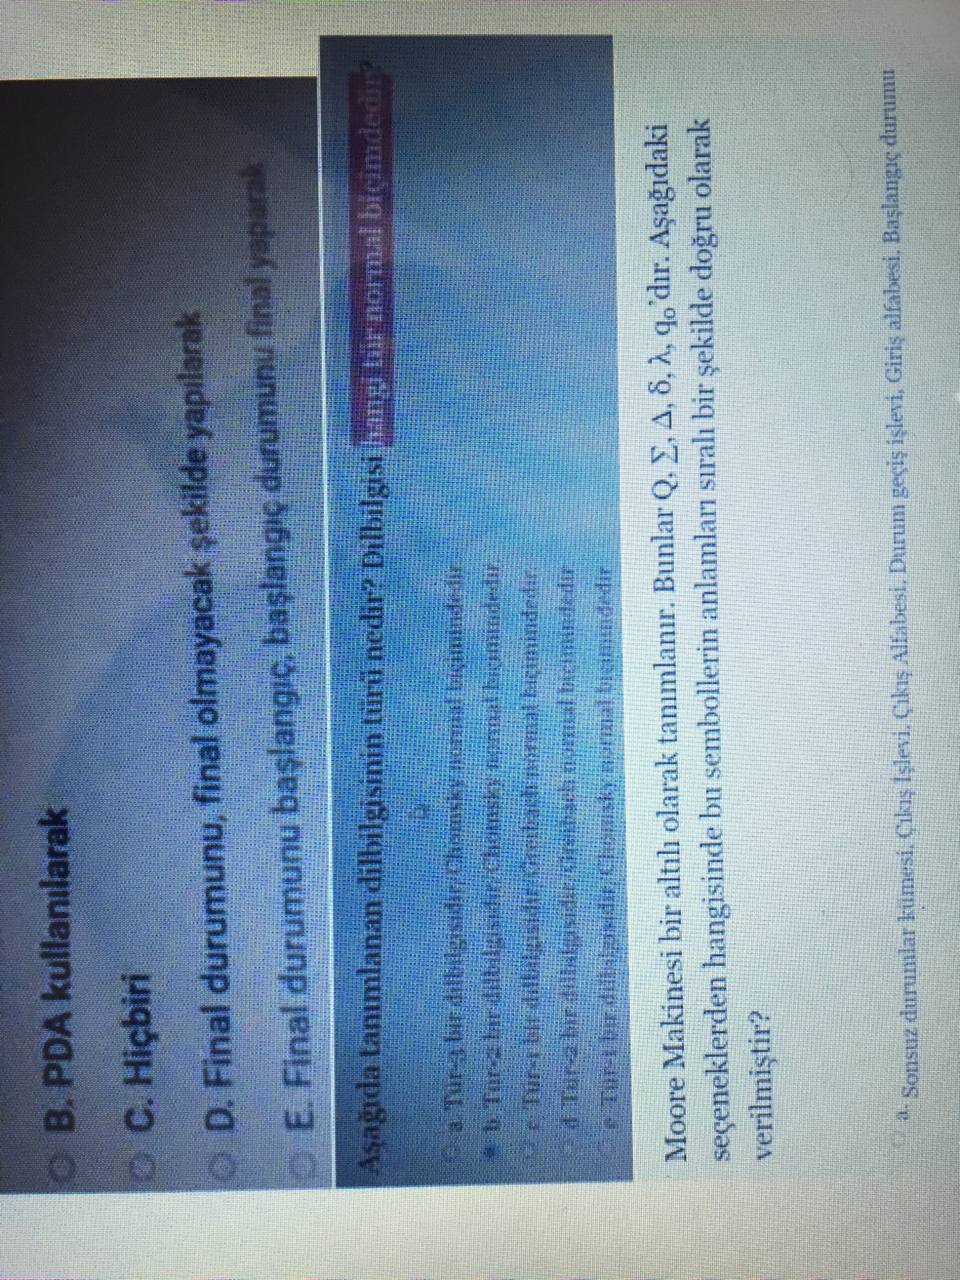 B. PDA kullanılarak
C. Hiçbiri
D. Final durumunu, final olmayacak şekilde yapılarak
E. Final durumunu başlangıç, başlangıç durumunu final yaparak
Aşağıda tanımlanan dilbilgisinin türü nedir? Dilbilgisi hangi bir normal biçimdedir?
a. Tür-3 bir dilbilgisidir/Chomsky normal biçimindedir
b. Tür-2 bir dilbilgisidir/Chomsky normal biçimindedir
c. Tür-1 bir dilbilgisidir/Greibach normal biçimindedir
d. Tür-2 bir dilbilgisidir/Greibach normal biçimindedir
e. Tür-1 bir dilbilgisidir/Chomsky normal biçimindedir
Moore Makinesi bir altılı olarak tanımlanır. Bunlar Q, ∑, Δ, δ, λ, q₀'dır. Aşağıdaki
seçeneklerden hangisinde bu sembollerin anlamları sıralı bir şekilde doğru olarak
verilmiştir?
a. Sonsuz durumlar kümesi, Çıkış İşlevi, Çıkış Alfabesi, Durum geçiş işlevi, Giriş alfabesi, Başlangıç durumu